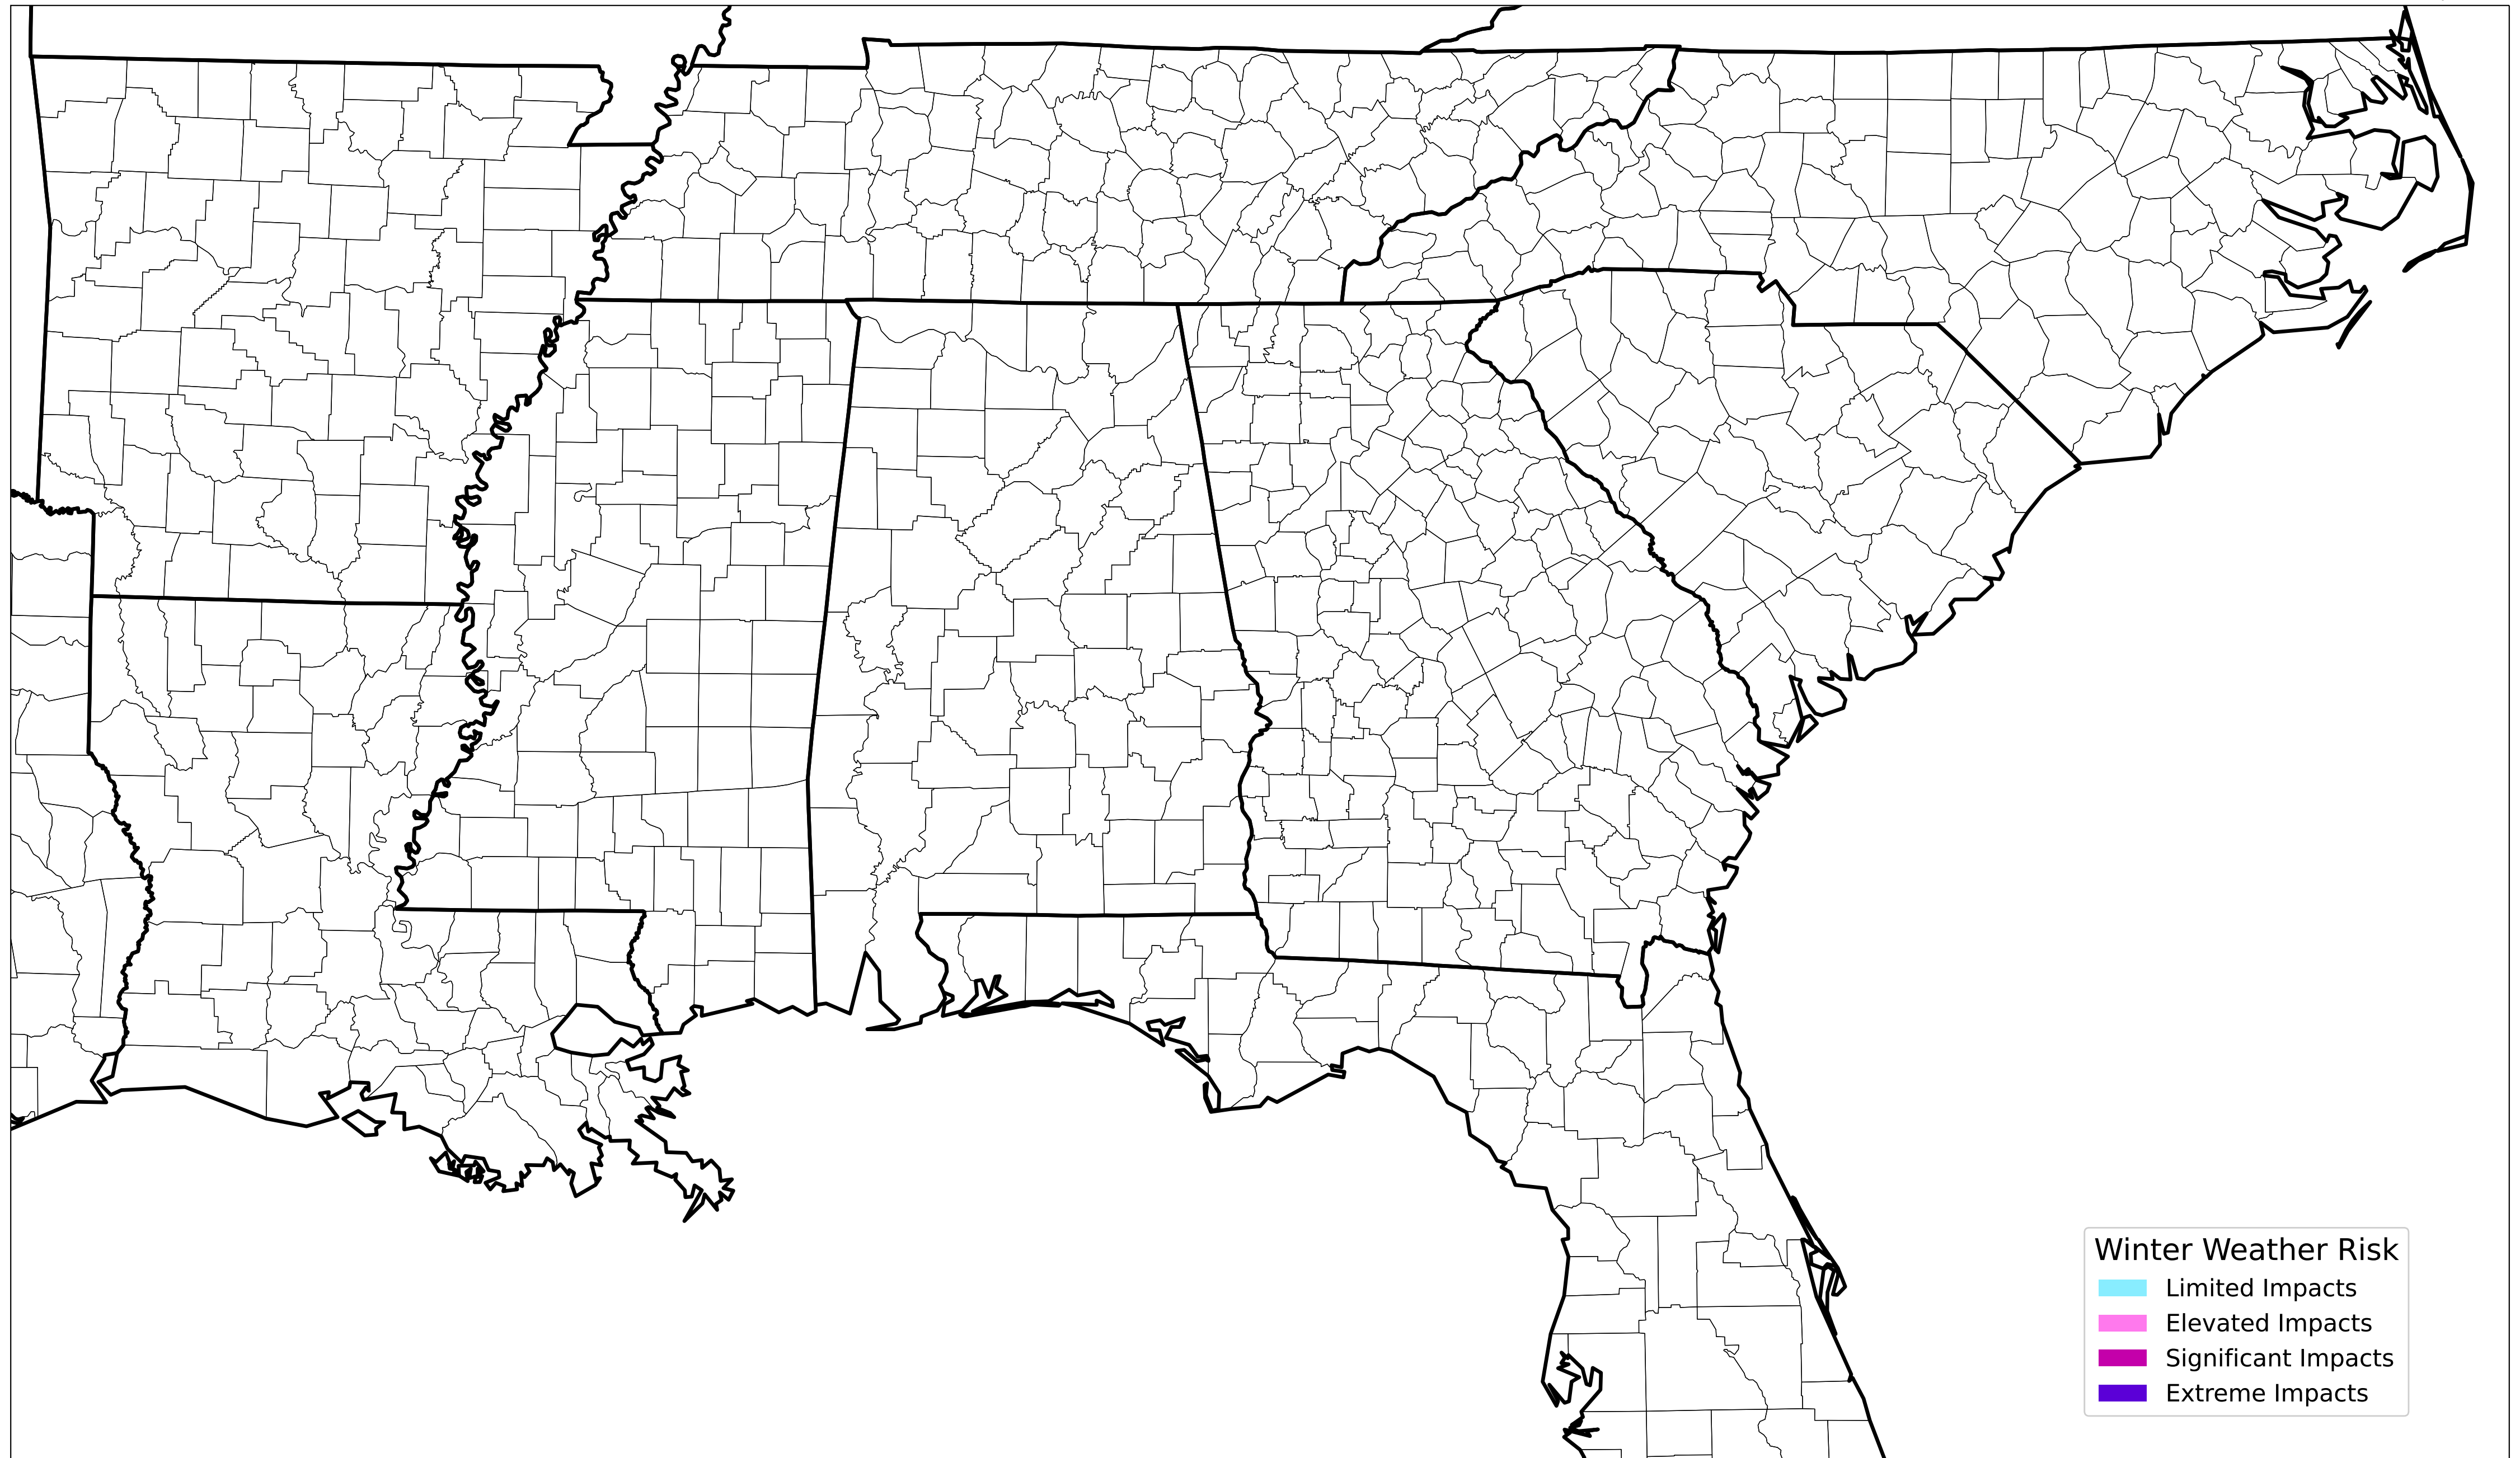 Winter Weather Risk
Limited Impacts
Elevated Impacts
Significant Impacts
Extreme Impacts